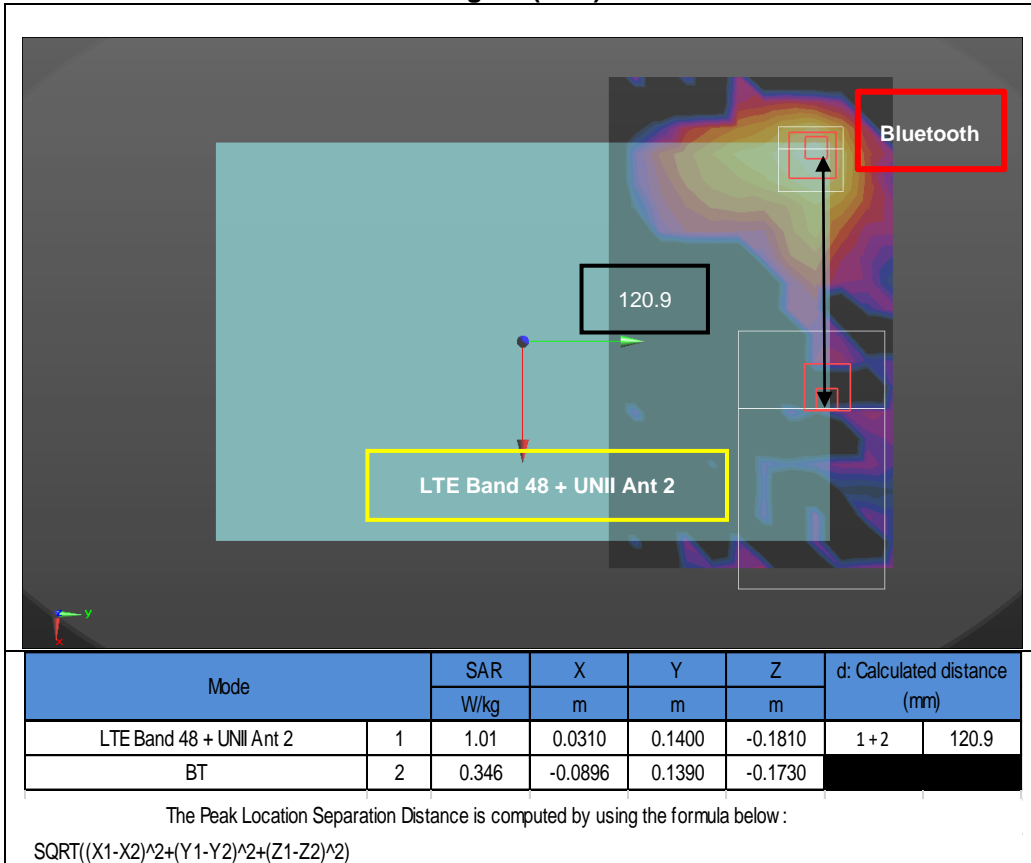 Bluetooth
120.9
LTE Band 48 + UNII Ant 2
y
x
Mode SAR X Y Z d: Calculated distance (mm)
W/kg m m m
LTE Band 48 + UNII Ant 2 1 1.01 0.0310 0.1400 -0.1810 1 + 2 120.9
BT 2 0.346 -0.0896 0.1390 -0.1730
The Peak Location Separation Distance is computed by using the formula below :
SQRT((X1-X2)^2+(Y1-Y2)^2+(Z1-Z2)^2)